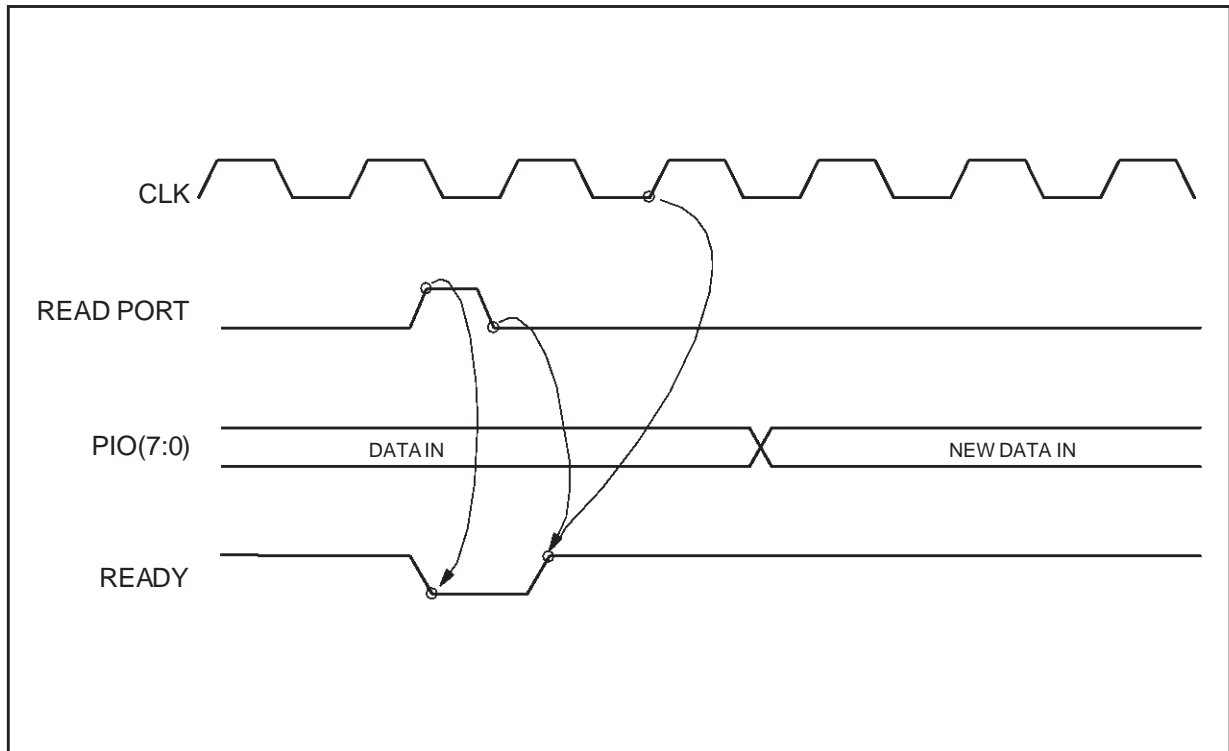 CLK
READ PORT
PIO(7:0)
DATA IN
NEW DATA IN
READY